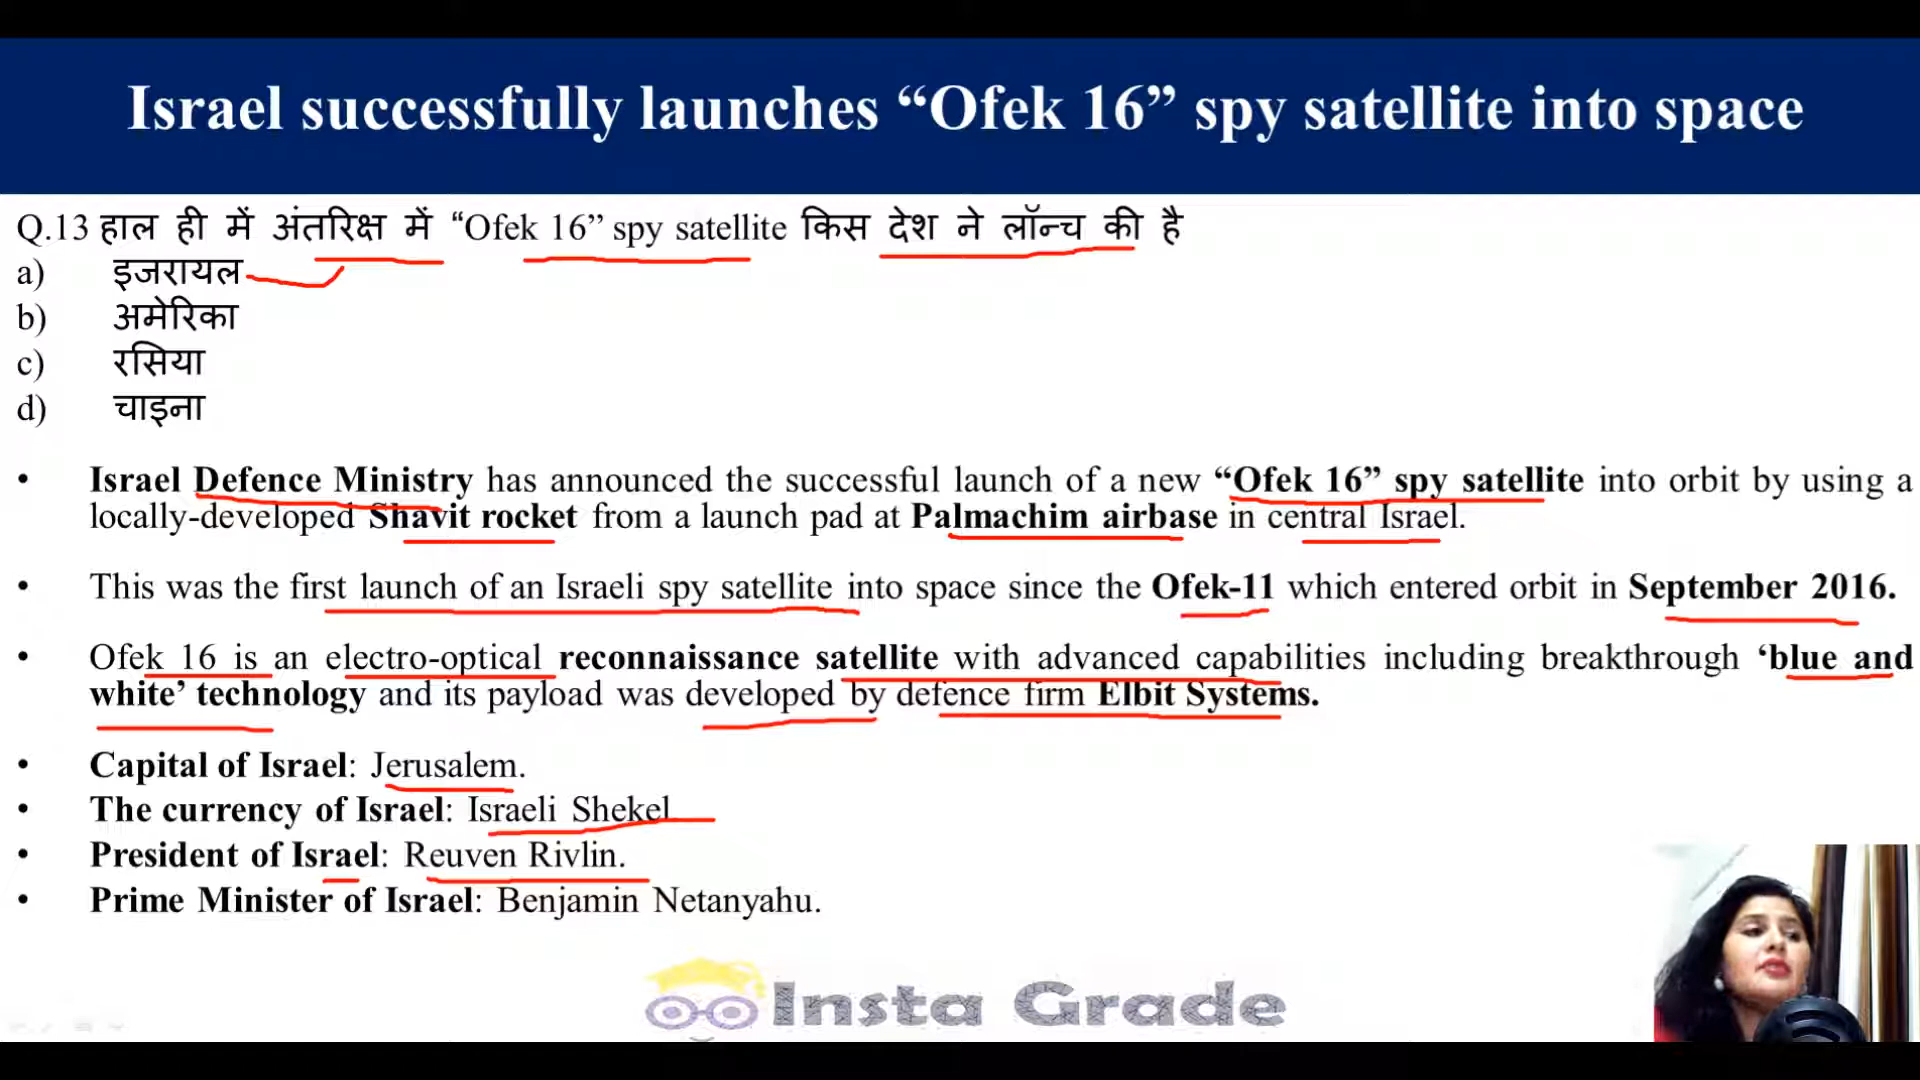 Israel successfully launches “Ofek 16” spy satellite into space
Q.13 हाल ही में अंतरिक्ष में “Ofek 16” spy satellite किस देश ने लॉन्च की है
a) इजरायल
b) अमेरिका
c) रसिया
d) चाइना
• Israel Defence Ministry has announced the successful launch of a new “Ofek 16” spy satellite into orbit by using a
locally-developed Shavit rocket from a launch pad at Palmachim airbase in central Israel.
• This was the first launch of an Israeli spy satellite into space since the Ofek-11 which entered orbit in September 2016.
• Ofek 16 is an electro-optical reconnaissance satellite with advanced capabilities including breakthrough ‘blue and
white’ technology and its payload was developed by defence firm Elbit Systems.
• Capital of Israel: Jerusalem.
• The currency of Israel: Israeli Shekel
• President of Israel: Reuven Rivlin.
• Prime Minister of Israel: Benjamin Netanyahu.
Insta Grade